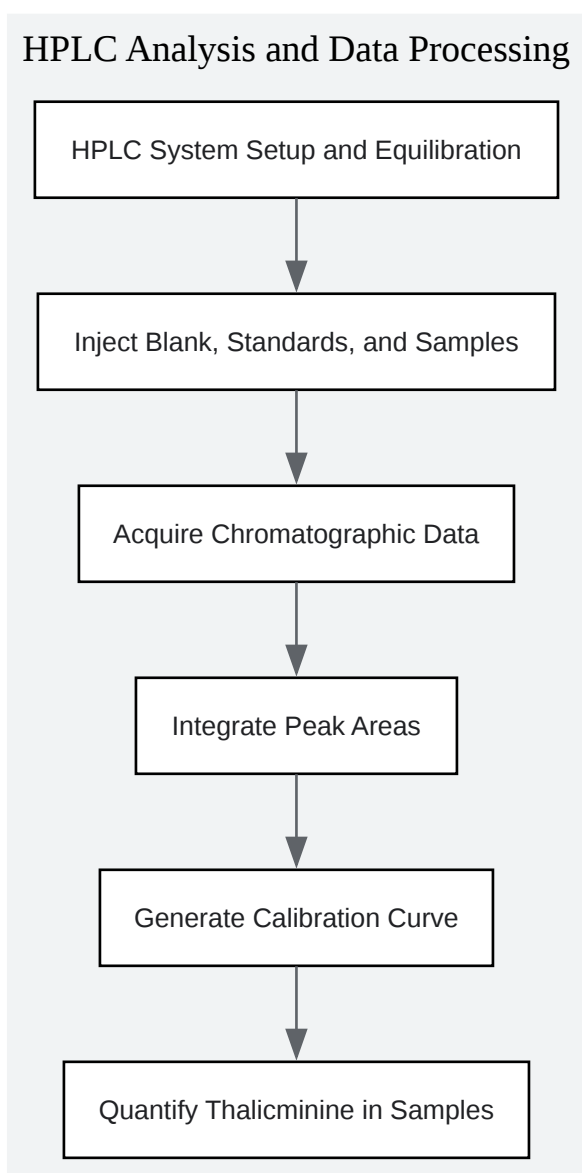 HPLC Analysis and Data Processing
HPLC System Setup and Equilibration
Inject Blank, Standards, and Samples
Acquire Chromatographic Data
Integrate Peak Areas
Generate Calibration Curve
Quantify Thalicminine in Samples